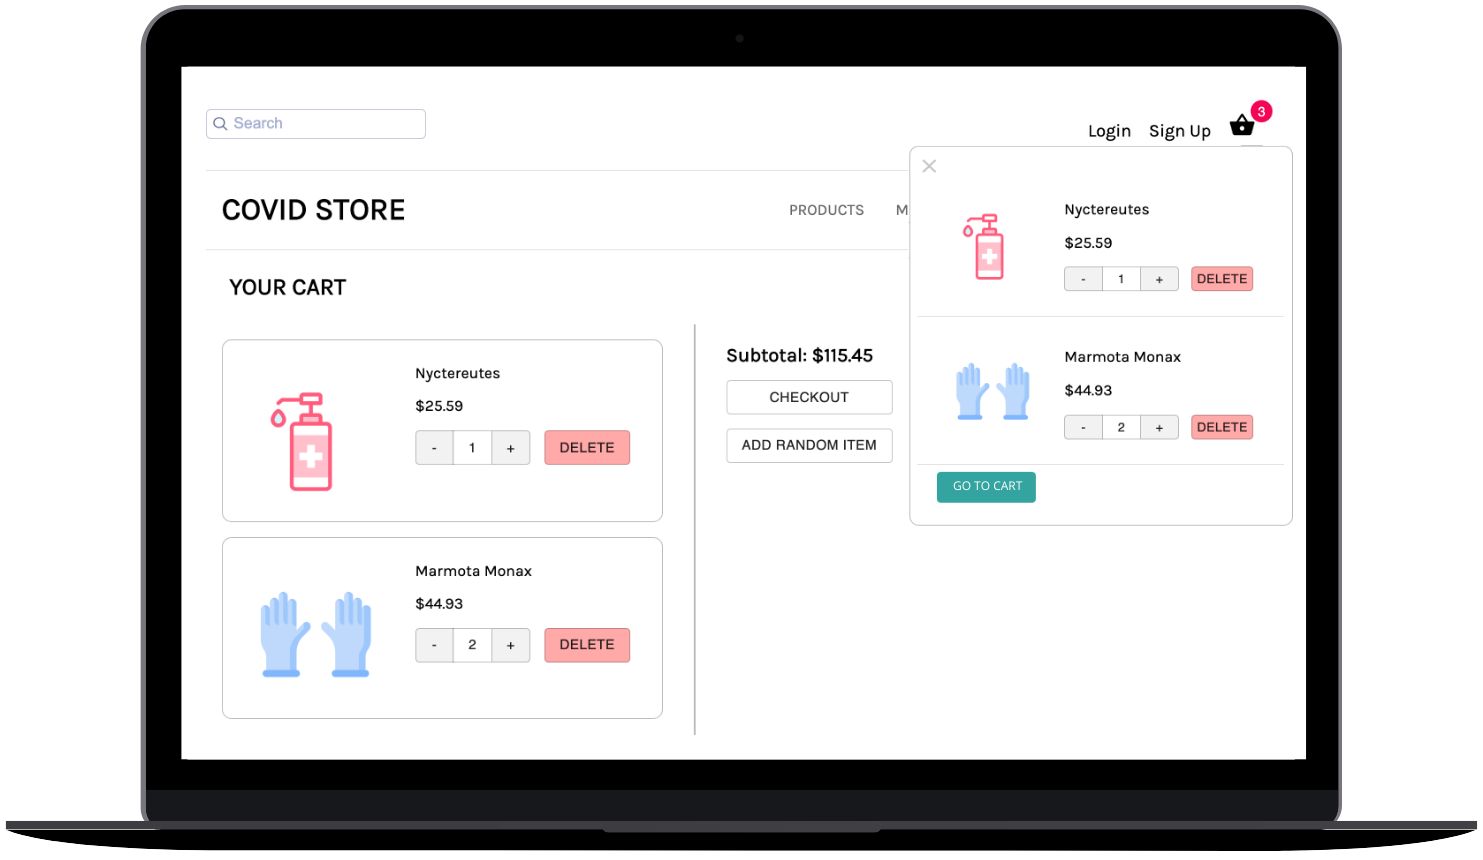 Search
Login Sign Up 3
COVID STORE
PRODUCTS M
YOUR CART
Nyctereutes
$25.59
- 1 + DELETE
Marmota Monax
$44.93
- 2 + DELETE
Subtotal: $115.45
CHECKOUT
ADD RANDOM ITEM
Nyctereutes
$25.59
- 1 + DELETE
Marmota Monax
$44.93
- 2 + DELETE
GO TO CART